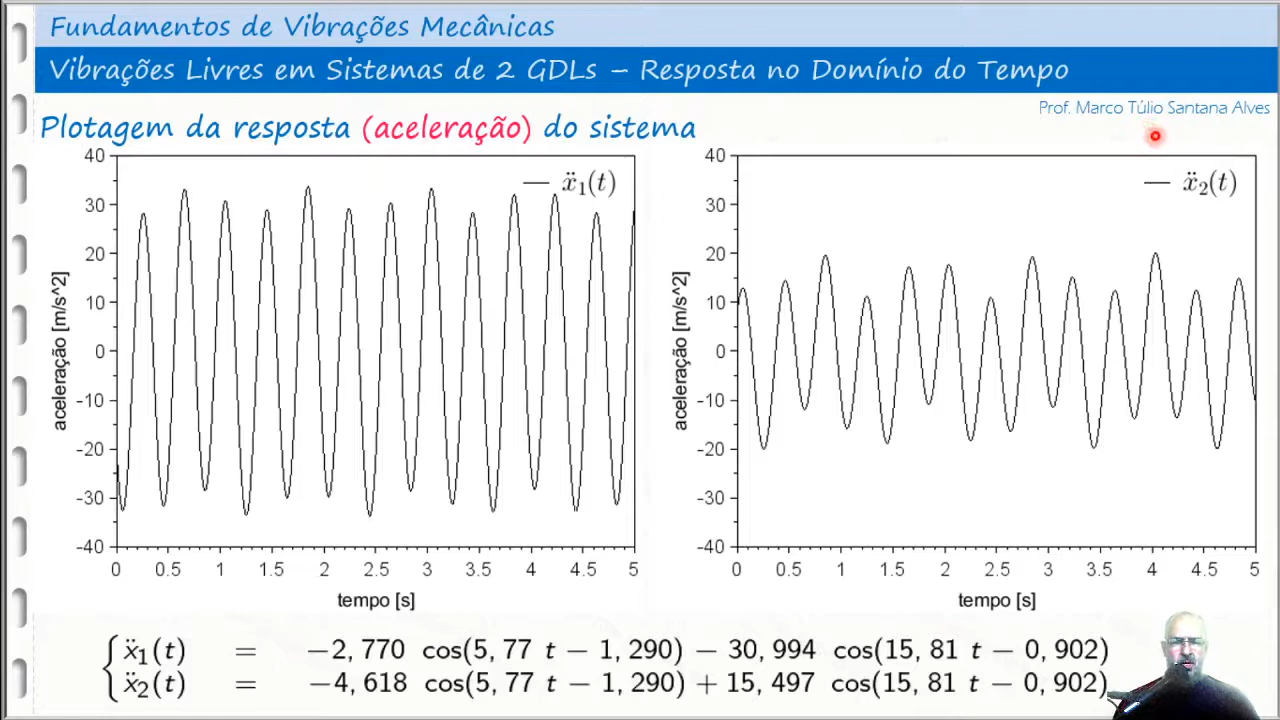 Fundamentos de Vibrações Mecânicas
Vibrações Livres em Sistemas de 2 GDLs – Resposta no Domínio do Tempo
Prof. Marco Túlio Santana Alves
Plotagem da resposta (aceleração) do sistema
40
30
20
10
0
-10
-20
-30
-40
aceleração [m/s^2]
— ẍ₁(t)
0 0.5 1 1.5 2 2.5 3 3.5 4 4.5 5
tempo [s]
40
30
20
10
0
-10
-20
-30
-40
aceleração [m/s^2]
— ẍ₂(t)
0 0.5 1 1.5 2 2.5 3 3.5 4 4.5 5
tempo [s]
ẍ₁(t) = −2,770 cos(5,77 t − 1,290) − 30,994 cos(15,81 t − 0,902)
ẍ₂(t) = −4,618 cos(5,77 t − 1,290) + 15,497 cos(15,81 t − 0,902)